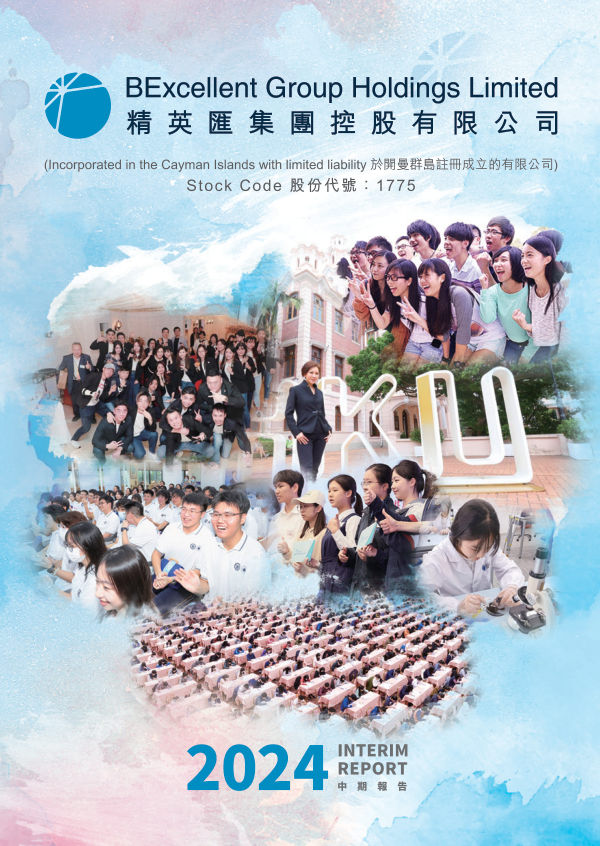 BExcellent Group Holdings Limited
精英匯集團控股有限公司
(Incorporated in the Cayman Islands with limited liability 於開曼群島註冊成立的有限公司)
Stock Code 股份代號：1775
HKU
2024 INTERIM
REPORT
中期報告